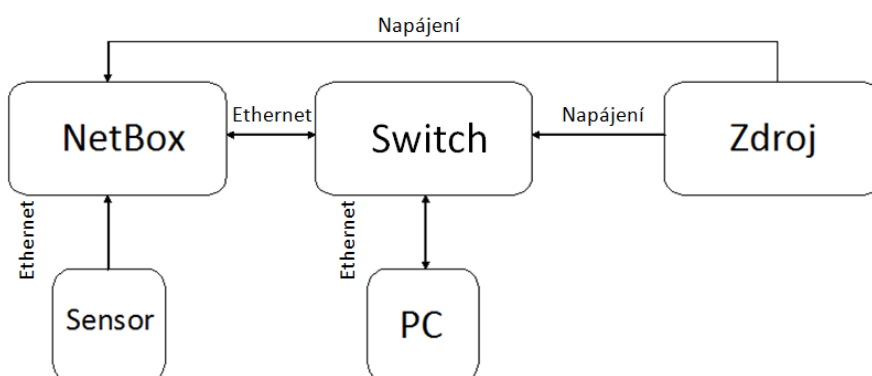 Napájení
NetBox
Ethernet
Switch
Napájení
Zdroj
Ethernet
Ethernet
Sensor
PC